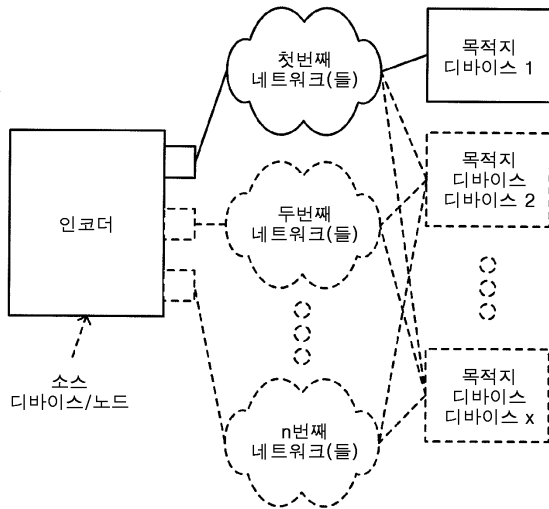 첫번째
네트워크(들)
목적지
디바이스 1
인코더
두번째
네트워크(들)
목적지
디바이스
디바이스 2
소스
디바이스/노드
n번째
네트워크(들)
목적지
디바이스
디바이스 x